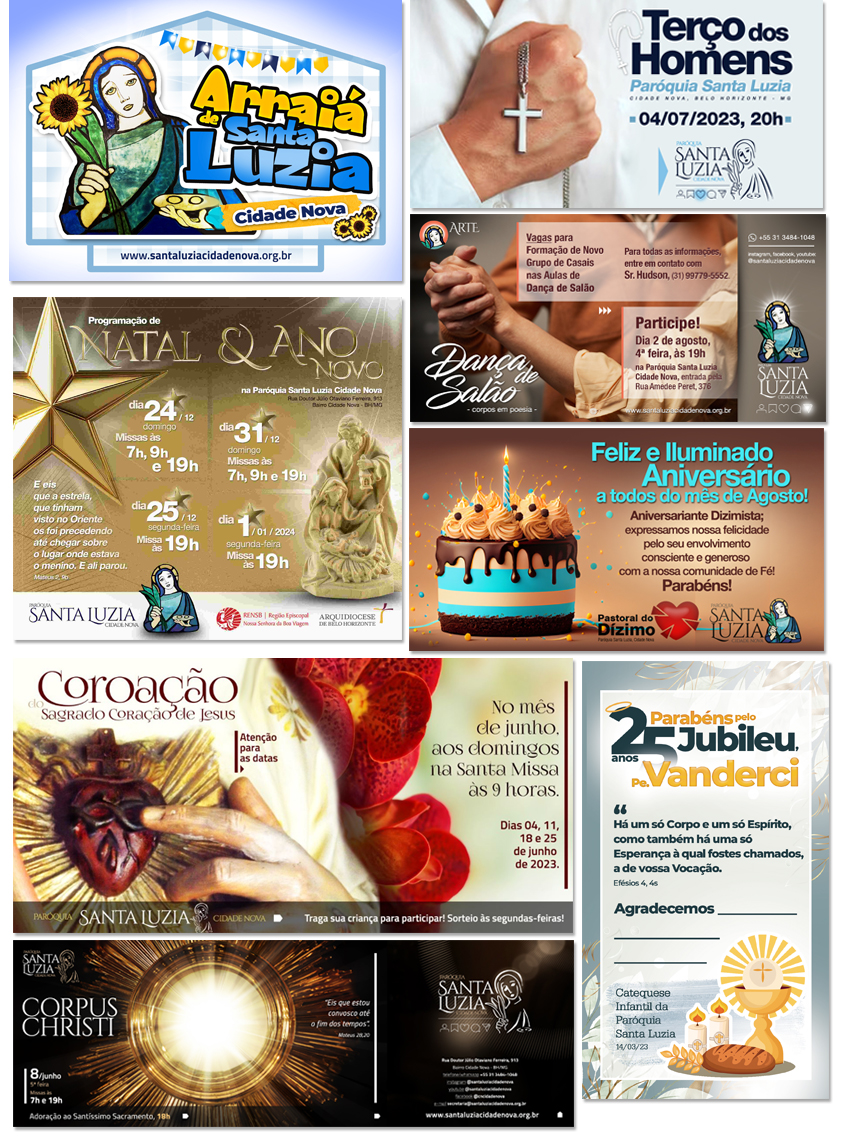 Arraiá
de Santa
Luzia
Cidade Nova
www.santaluziacidadenova.org.br
Terço dos
Homens
Paróquia Santa Luzia
CIDADE NOVA, BELO HORIZONTE - MG
04/07/2023, 20h
PARÓQUIA
SANTA
LUZIA
CIDADE NOVA
ARTE
Vagas para
Formação de Novo
Grupo de Casais
nas Aulas de
Dança de Salão
Para todas as informações,
entre em contato com
Sr. Hudson, (31) 99779-5552.
+55 31 3484-1048
instagram, facebook, youtube:
@santaluziacidadenova
Participe!
Dia 2 de agosto,
4ª feira, às 19h
na Paróquia Santa Luzia
Cidade Nova, entrada pela
Rua Amedee Peret, 376
Dança de
Salão
- corpos em poesia -
www.santaluziacidadenova.org.br
PARÓQUIA
SANTA
LUZIA
CIDADE NOVA
Programação de
NATAL & ANO
NOVO
na Paróquia Santa Luzia Cidade Nova
Rua Doutor Júlio Otaviano Ferreira, 913
Bairro Cidade Nova - BH/MG
dia 24 / 12
domingo
Missas às
7h, 9h
e 19h
dia 31 / 12
domingo
Missas às
7h, 9h e 19h
dia 25 / 12
segunda-feira
Missa
às 19h
dia 1 / 01 / 2024
segunda-feira
Missa
às 19h
E eis
que a estrela,
que tinham
visto no Oriente
os foi precedendo
até chegar sobre
o lugar onde estava
o menino. E ali parou.
Mateus 2, 9b
PARÓQUIA
SANTA LUZIA
CIDADE NOVA
RENSB | Região Episcopal
Nossa Senhora da Boa Viagem
ARQUIDIOCESE
DE BELO HORIZONTE
Feliz e Iluminado
Aniversário
a todos do mês de Agosto!
Aniversariante Dizimista;
expressamos nossa felicidade
pelo seu envolvimento
consciente e generoso
com a nossa comunidade de Fé!
Parabéns!
Pastoral do
Dízimo
Paróquia Santa Luzia, Cidade Nova
PARÓQUIA
SANTA
LUZIA
CIDADE NOVA
Coroação
do Sagrado Coração de Jesus
Atenção
para
as datas
No mês
de junho,
aos domingos
na Santa Missa
às 9 horas.
Dias 04, 11,
18 e 25
de junho
de 2023.
PARÓQUIA SANTA LUZIA CIDADE NOVA
Traga sua criança para participar! Sorteio às segundas-feiras!
25
anos
Parabéns pelo
Jubileu,
Pe. Vanderci
“
Há um só Corpo e um só Espírito,
como também há uma só
Esperança à qual fostes chamados,
a de vossa Vocação.
Efésios 4, 4s
Agradecemos
Catequese
Infantil da
Paróquia
Santa Luzia
14/03/23
PARÓQUIA
SANTA
LUZIA
CIDADE NOVA
CORPUS
CHRISTI
8/junho
5ª feira
Missas às
7h e 19h
"Eis que estou
convosco até
o fim dos tempos".
Mateus 28,20
Adoração ao Santíssimo Sacramento, 18h
PARÓQUIA
SANTA
LUZIA
CIDADE NOVA
Rua Doutor Júlio Otaviano Ferreira, 913
Bairro Cidade Nova - BH/MG
telefone/whatsapp +55 31 3484-1048
instagram @santaluziacidadenova
youtube @santaluziacidadenova
facebook
e-mail secretaria@santaluziacidadenova.org.br
www.santaluziacidadenova.org.br